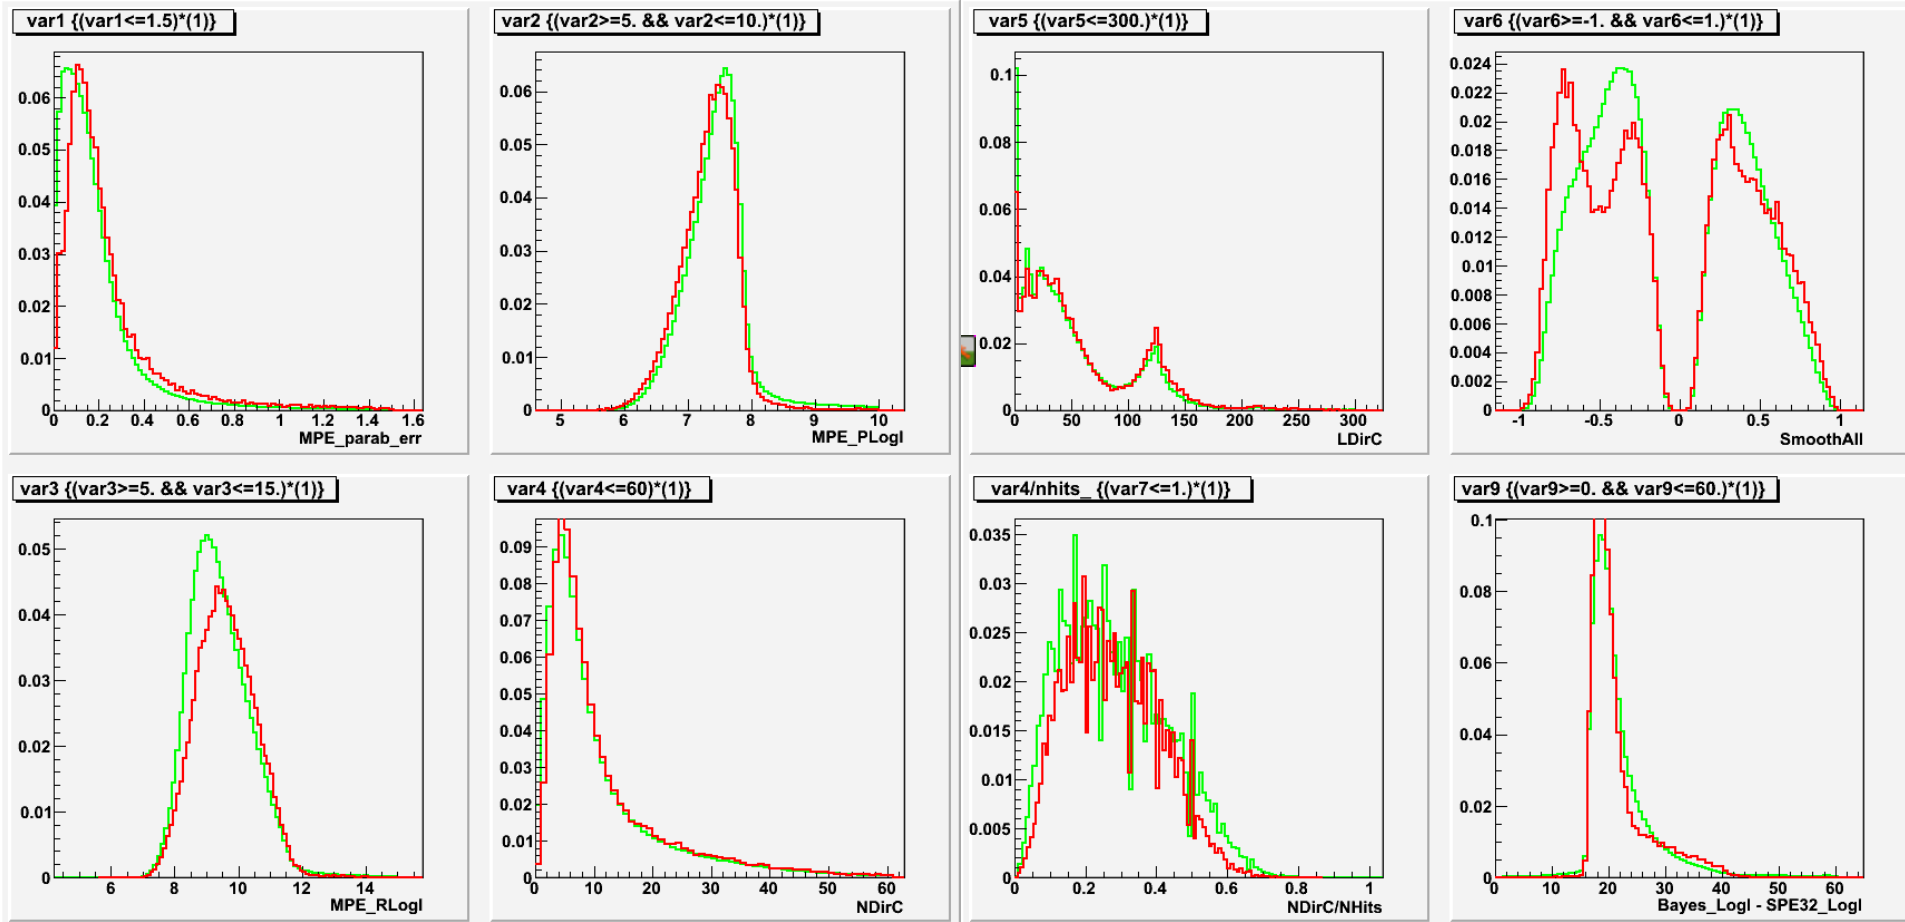 var1 {(var1<=1.5)*(1)}
0.06
0.05
0.04
0.03
0.02
0.01
0
0 0.2 0.4 0.6 0.8 1 1.2 1.4 1.6
MPE_parab_err
var2 {(var2>=5. && var2<=10.)*(1)}
0.06
0.05
0.04
0.03
0.02
0.01
0
5 6 7 8 9 10
MPE_PLogl
var5 {(var5<=300.)*(1)}
0.1
0.08
0.06
0.04
0.02
0
0 50 100 150 200 250 300
LDirC
var6 {(var6>=-1. && var6<=1.)*(1)}
0.024
0.022
0.02
0.018
0.016
0.014
0.012
0.01
0.008
0.006
0.004
0.002
0
-1 -0.5 0 0.5 1
SmoothAll
var3 {(var3>=5. && var3<=15.)*(1)}
0.05
0.04
0.03
0.02
0.01
0
6 8 10 12 14
MPE_RLogl
var4 {(var4<=60)*(1)}
0.09
0.08
0.07
0.06
0.05
0.04
0.03
0.02
0.01
0
0 10 20 30 40 50 60
NDirC
var4/nhits_ {(var7<=1.)*(1)}
0.035
0.03
0.025
0.02
0.015
0.01
0.005
0
0 0.2 0.4 0.6 0.8 1
NDirC/NHits
var9 {(var9>=0. && var9<=60.)*(1)}
0.1
0.08
0.06
0.04
0.02
0
0 10 20 30 40 50 60
Bayes_Logl - SPE32_Logl